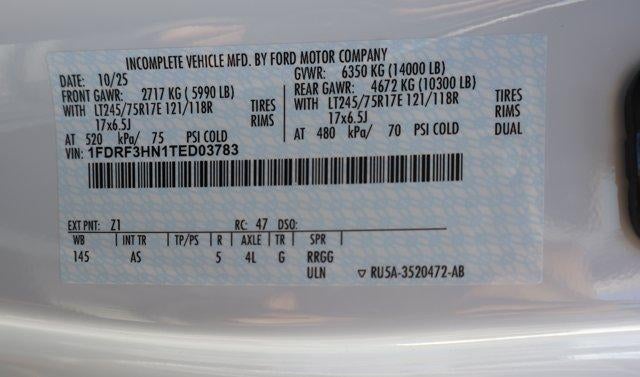 INCOMPLETE VEHICLE MFD. BY FORD MOTOR COMPANY
DATE: 10/25 GVWR: 6350 KG (14000 LB)
FRONT GAWR: 2717 KG (5990 LB) REAR GAWR: 4672 KG (10300 LB)
WITH LT245/75R17E 121/118R TIRES WITH LT245/75R17E 121/118R TIRES
17x6.5J RIMS 17x6.5J RIMS
AT 520 kPa/ 75 PSI COLD AT 480 kPa/ 70 PSI COLD DUAL
VIN: 1FDRF3HN1TED03783
EXT PNT: Z1 RC: 47 DSO:
WB INT TR TP/PS R AXLE TR SPR
145 AS 5 4L G RRGG
ULN ▽ RU5A-3520472-AB